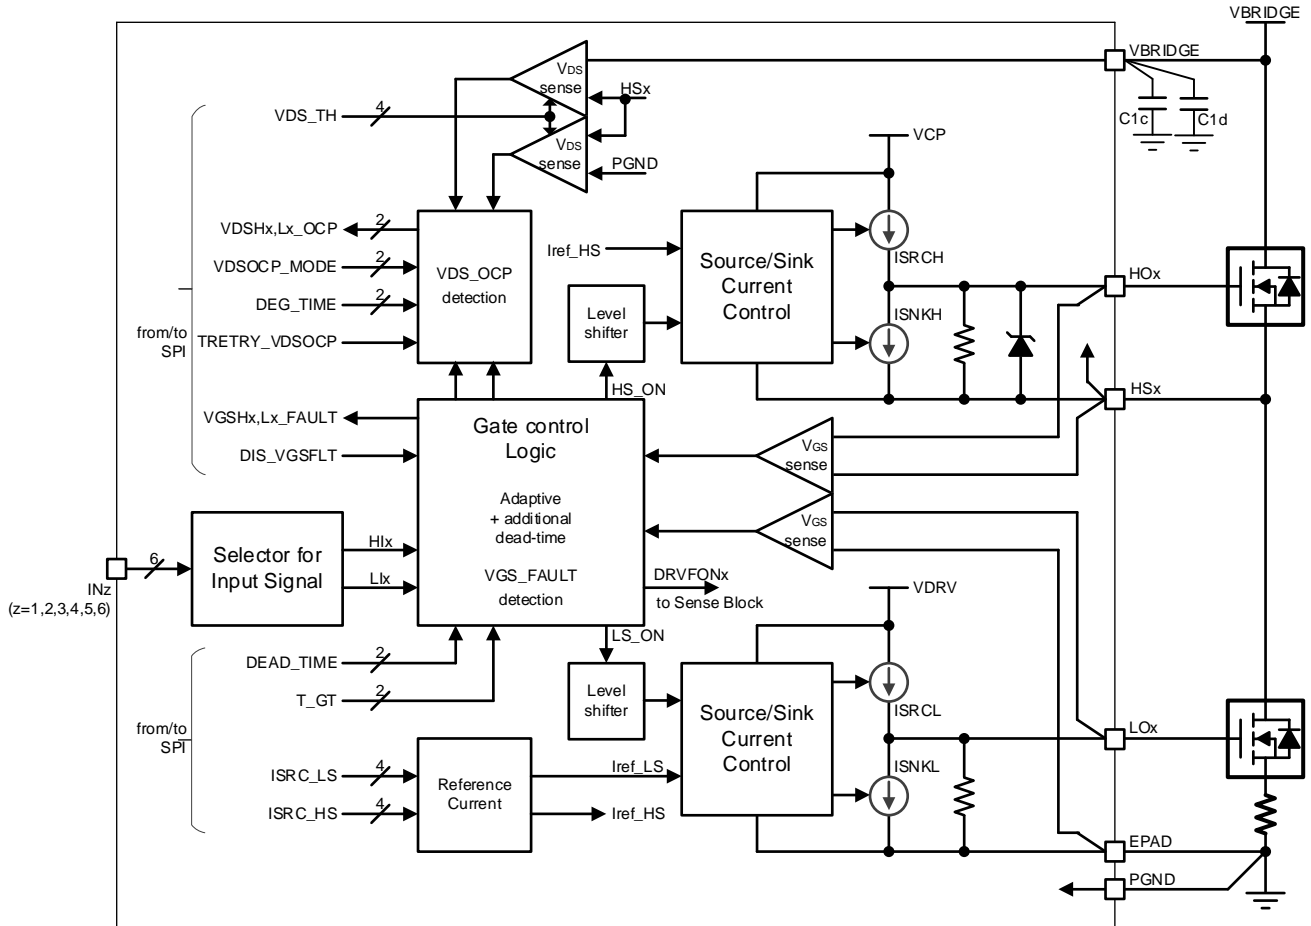 VBRIDGE
VBRIDGE
VDS
sense
HSx
VDS_TH
4
VDS
sense
PGND
C1c
C1d
VCP
VDSHx,Lx_OCP
2
VDSOCP_MODE
2
DEG_TIME
2
TRETRY_VDSOCP
from/to
SPI
VDS_OCP
detection
Iref_HS
Source/Sink
Current
Control
ISRCH
ISNKH
Level
shifter
HS_ON
HOx
HSx
VGSHx,Lx_FAULT
DIS_VGSFLT
Gate control
Logic
Adaptive
+ additional
dead-time
VGS_FAULT
detection
VGS
sense
VGS
sense
6
INz
(z=1,2,3,4,5,6)
Selector for
Input Signal
HIx
LIx
DRVFONx
to Sense Block
VDRV
LS_ON
DEAD_TIME
2
T_GT
2
from/to
SPI
Level
shifter
Source/Sink
Current
Control
ISRCL
ISNKL
LOx
ISRC_LS
4
ISRC_HS
4
Reference
Current
Iref_LS
Iref_HS
EPAD
PGND